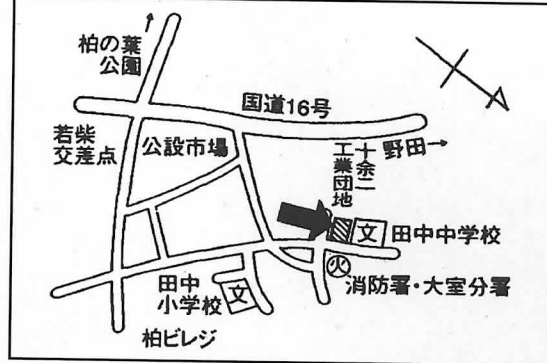 柏の葉
公園
国道16号
若柴
交差点
公設市場
野田
十余二
工業団地
文
田中中学校
火
消防署・大室分署
田中
小学校
文
柏ビレジ